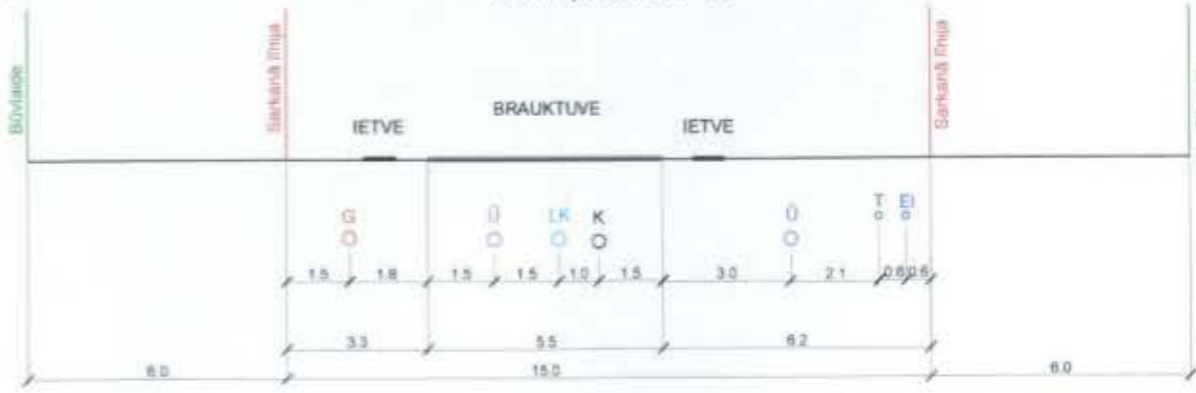 Būvlaide
Sarkanā līnija
Sarkanā līnija
IETVE
BRAUKTUVE
IETVE
G
Ū
LK
K
Ū
T
El
1.5
1.8
1.5
1.5
1.0
1.5
3.0
2.1
0.6
0.5
3.3
5.5
6.2
6.0
15.0
6.0